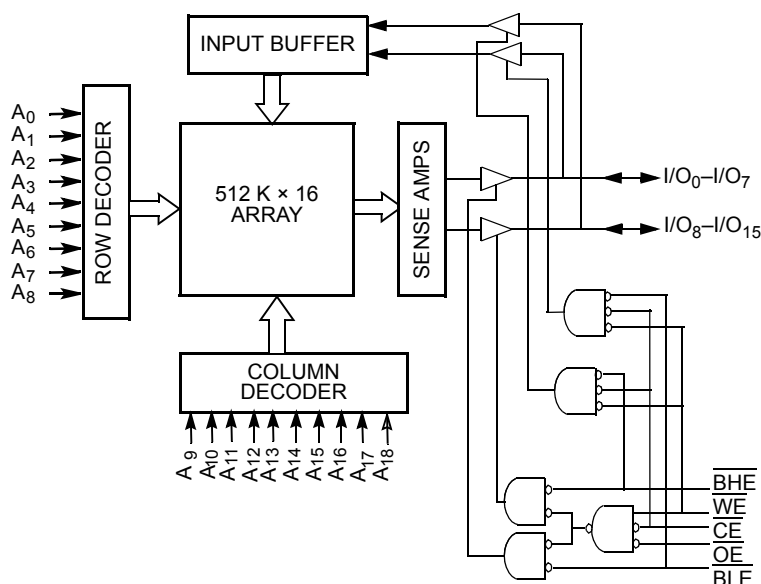 INPUT BUFFER
A0
A1
A2
A3
A4
A5
A6
A7
A8
ROW DECODER
512 K × 16
ARRAY
SENSE AMPS
I/O0–I/O7
I/O8–I/O15
COLUMN
DECODER
A9
A10
A11
A12
A13
A14
A15
A16
A17
A18
BHE
WE
CE
OE
BLE